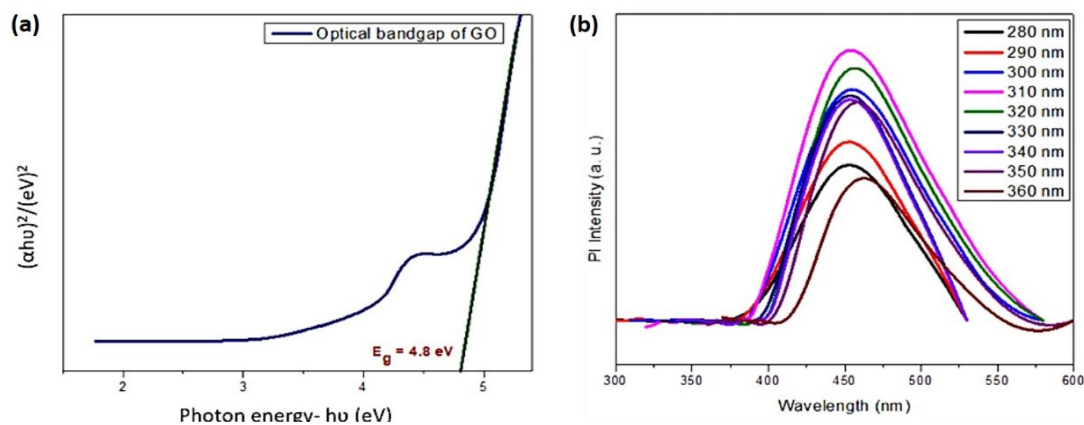 (a)
Optical bandgap of GO
(αhυ)²/(eV)²
E_g = 4.8 eV
2
3
4
5
Photon energy- hυ (eV)
(b)
280 nm
290 nm
300 nm
310 nm
320 nm
330 nm
340 nm
350 nm
360 nm
PI Intensity (a. u.)
300
350
400
450
500
550
600
Wavelength (nm)